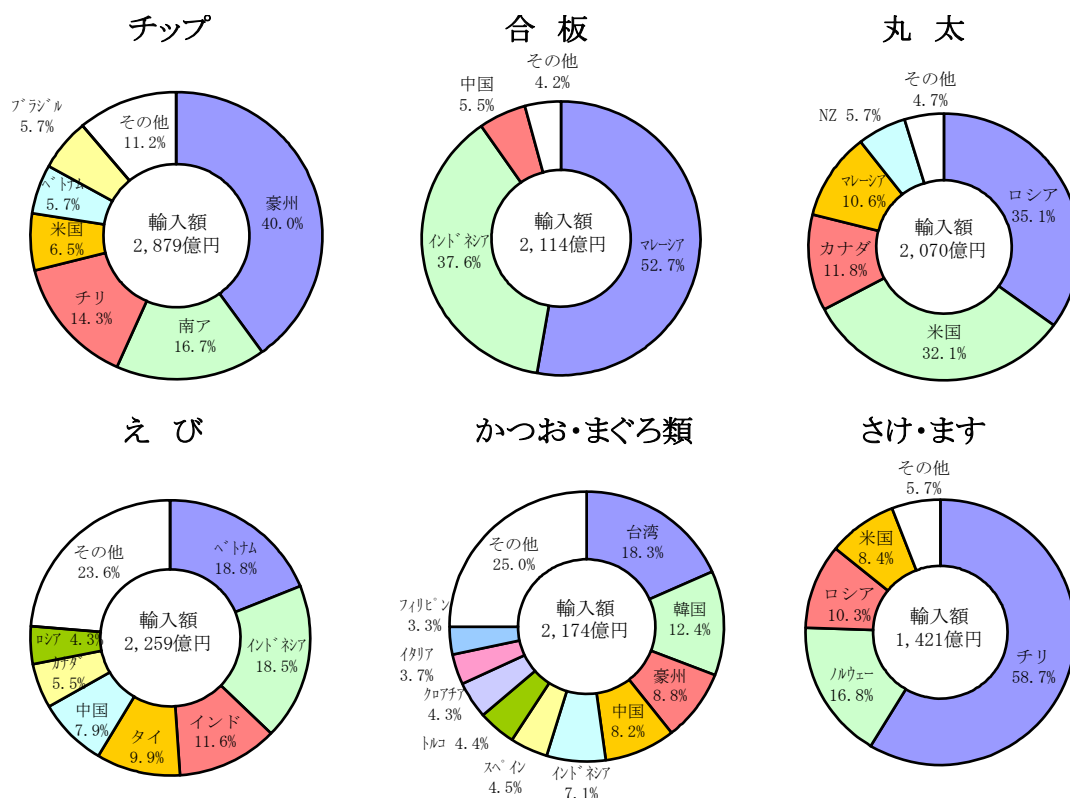 チップ
ブラジル
5.7%
その他
11.2%
ベトナム
5.7%
米国
6.5%
チリ
14.3%
南ア
16.7%
豪州
40.0%
輸入額
2,879億円
合 板
中国
5.5%
その他
4.2%
インドネシア
37.6%
マレーシア
52.7%
輸入額
2,114億円
丸 太
その他
4.7%
NZ 5.7%
マレーシア
10.6%
カナダ
11.8%
米国
32.1%
ロシア
35.1%
輸入額
2,070億円
え び
その他
23.6%
ベトナム
18.8%
ロシア 4.3%
カナダ
5.5%
中国
7.9%
タイ
9.9%
インド
11.6%
インドネシア
18.5%
輸入額
2,259億円
かつお・まぐろ類
その他
25.0%
台湾
18.3%
フィリピン
3.3%
イタリア
3.7%
クロアチア
4.3%
トルコ 4.4%
スペイン
4.5%
インドネシア
7.1%
中国
8.2%
豪州
8.8%
韓国
12.4%
輸入額
2,174億円
さけ・ます
その他
5.7%
米国
8.4%
ロシア
10.3%
ノルウェー
16.8%
チリ
58.7%
輸入額
1,421億円